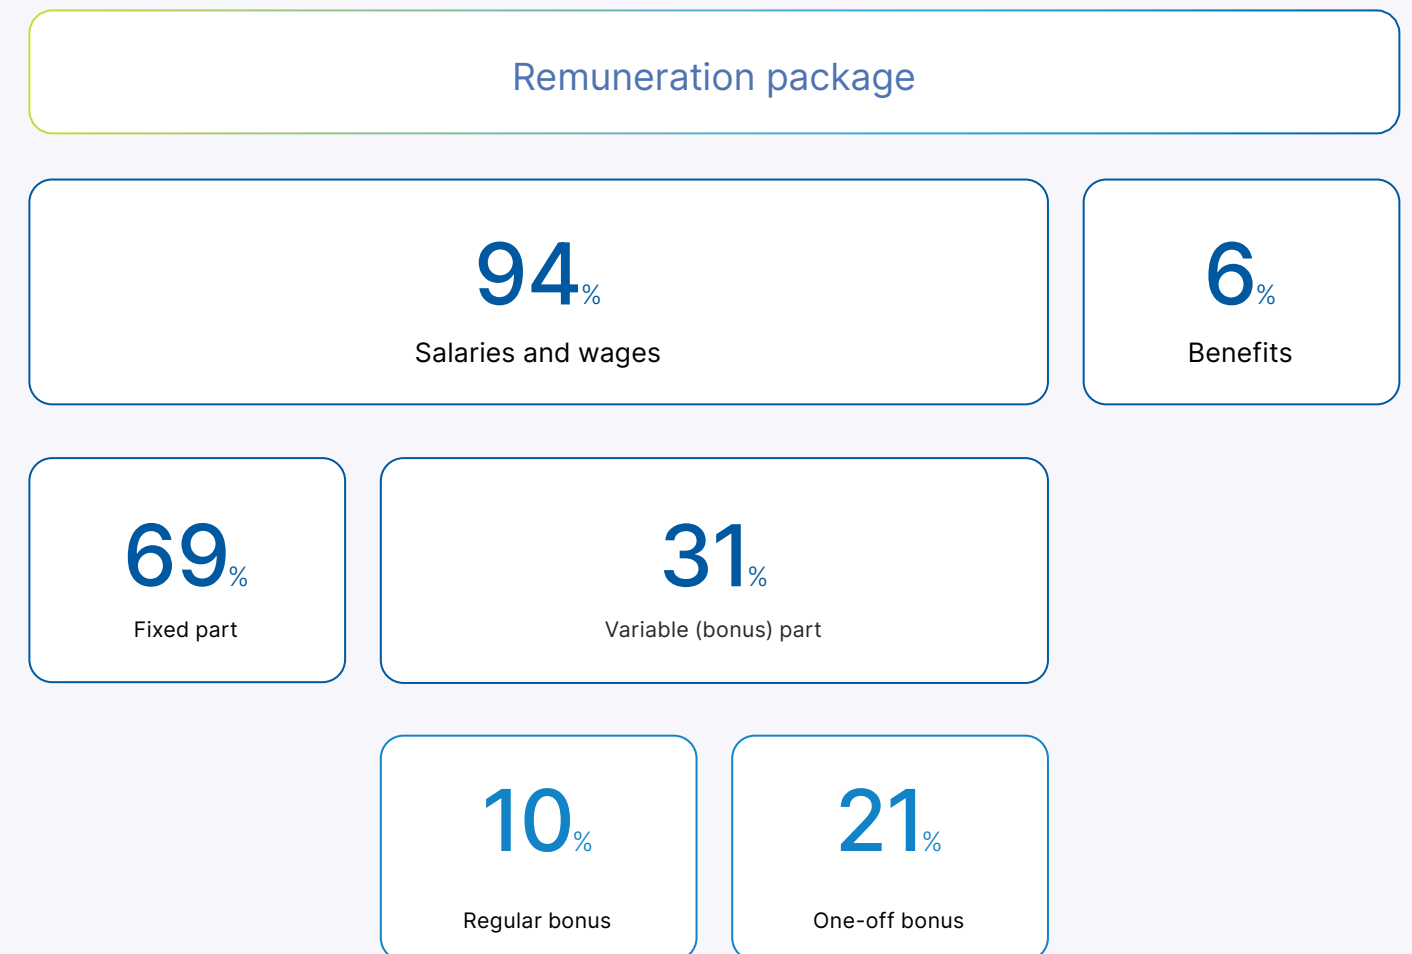 Remuneration package
94%
Salaries and wages
6%
Benefits
69%
Fixed part
31%
Variable (bonus) part
10%
Regular bonus
21%
One-off bonus